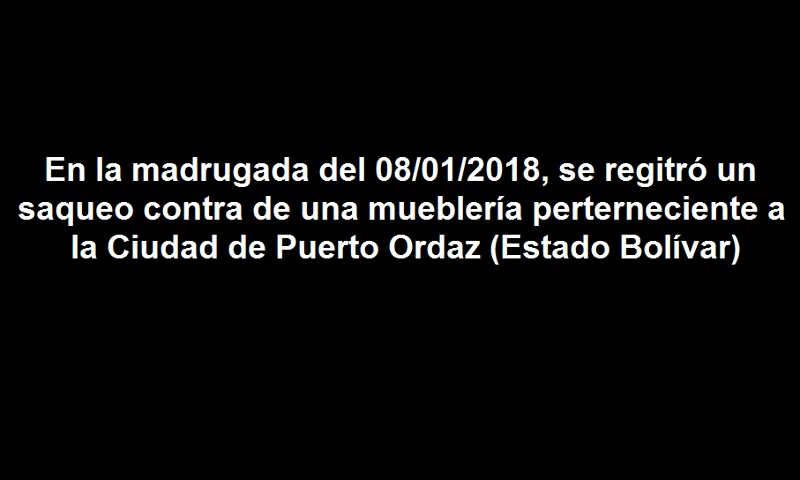 En la madrugada del 08/01/2018, se regitró un
saqueo contra de una mueblería perterneciente a
la Ciudad de Puerto Ordaz (Estado Bolívar)